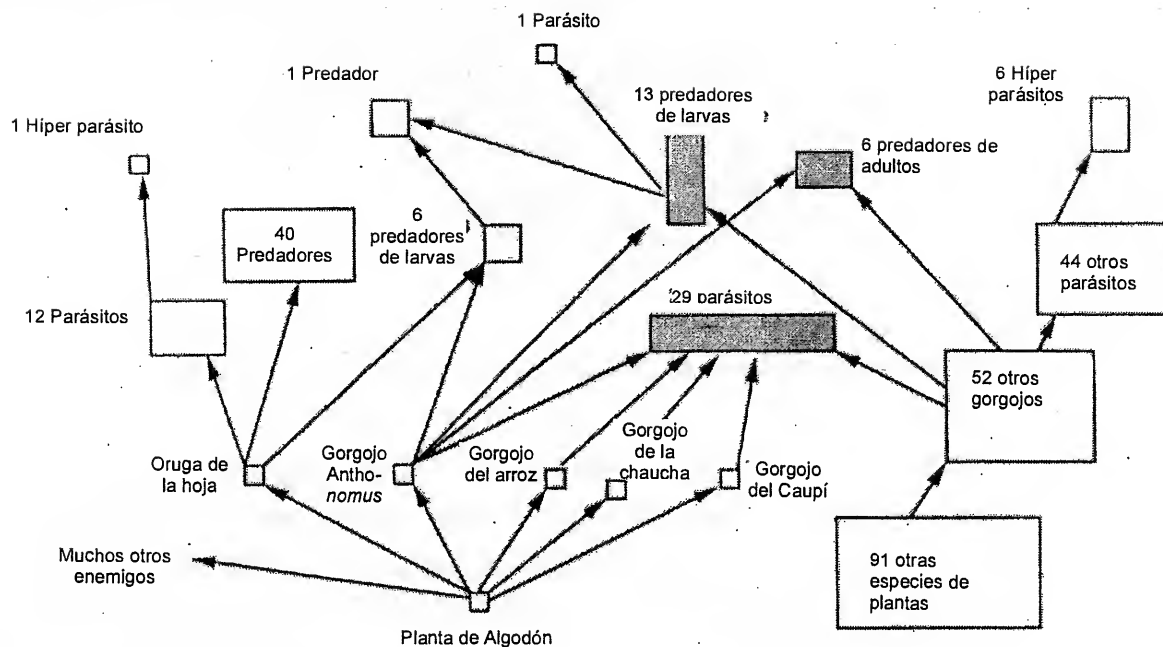 1 Parásito
1 Predador
13 predadores
de larvas
6 Híper
parásitos
1 Híper parásito
6 predadores de
adultos
40
Predadores
6
predadores
de larvas
44 otros
parásitos
29 parásitos
12 Parásitos
52 otros
gorgojos
Oruga de
la hoja
Gorgojo
Antho-
nomus
Gorgojo
del arroz
Gorgojo
de la
chaucha
Gorgojo
del Caupí
Muchos otros
enemigos
91 otras
especies de
plantas
Planta de Algodón